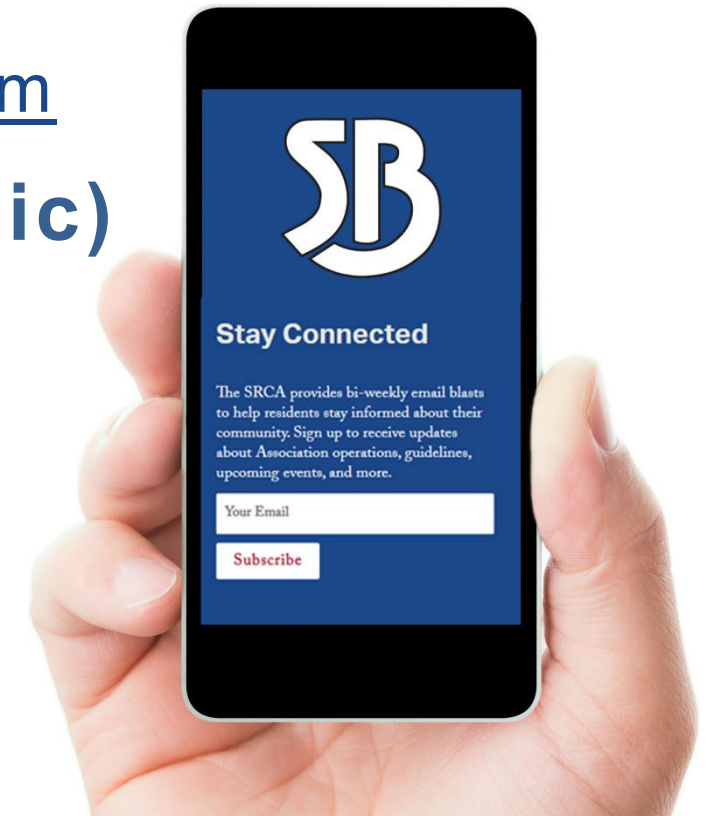 m
ic)
SB
Stay Connected
The SRCA provides bi-weekly email blasts
to help residents stay informed about their
community. Sign up to receive updates
about Association operations, guidelines,
upcoming events, and more.
Your Email
Subscribe